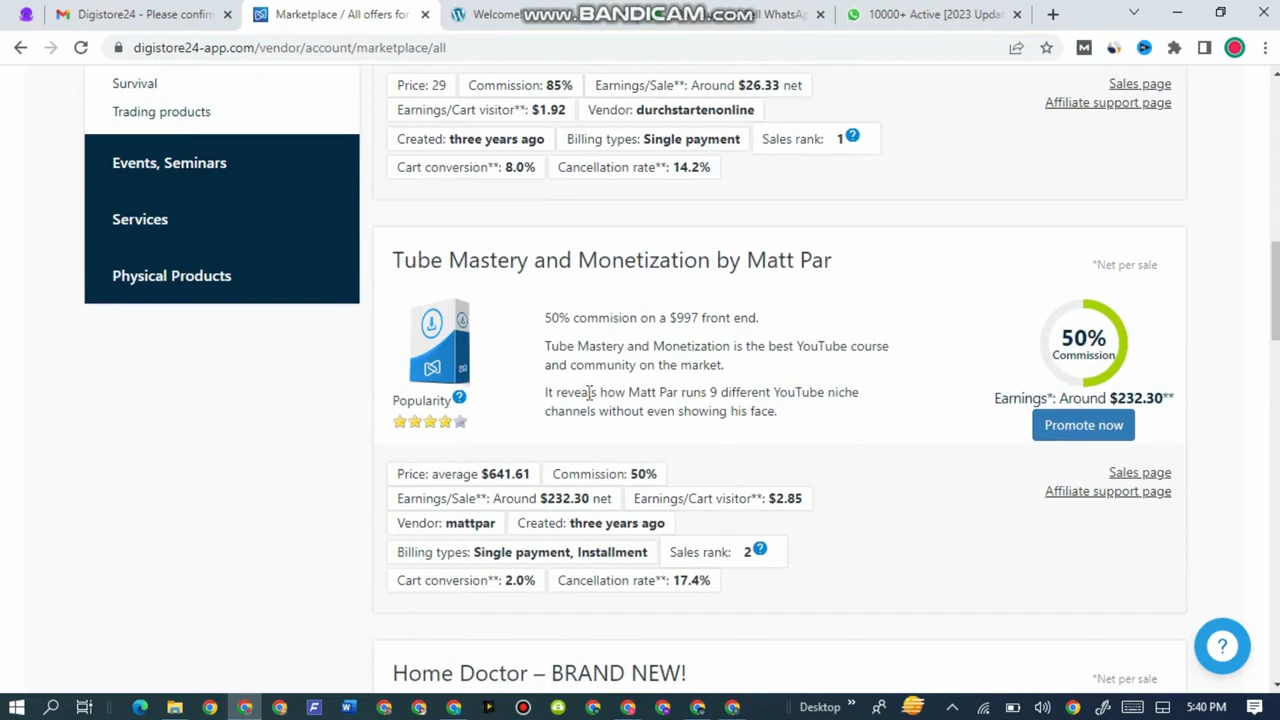 Digistore24 - Please confirm
Marketplace / All offers for
Welcome
www.BANDICAM.com
ll WhatsAp
10000+ Active [2023 Updat
digistore24-app.com/vendor/account/marketplace/all
Survival
Trading products
Events, Seminars
Services
Physical Products
Price: 29
Commission: 85%
Earnings/Sale**: Around $26.33 net
Sales page
Earnings/Cart visitor**: $1.92
Vendor: durchstartenonline
Affiliate support page
Created: three years ago
Billing types: Single payment
Sales rank: 1
Cart conversion**: 8.0%
Cancellation rate**: 14.2%
Tube Mastery and Monetization by Matt Par
*Net per sale
50% commision on a $997 front end.
Tube Mastery and Monetization is the best YouTube course
and community on the market.
It reveals how Matt Par runs 9 different YouTube niche
channels without even showing his face.
Popularity
50%
Commission
Earnings*: Around $232.30**
Promote now
Price: average $641.61
Commission: 50%
Sales page
Earnings/Sale**: Around $232.30 net
Earnings/Cart visitor**: $2.85
Affiliate support page
Vendor: mattpar
Created: three years ago
Billing types: Single payment, Installment
Sales rank: 2
Cart conversion**: 2.0%
Cancellation rate**: 17.4%
Home Doctor – BRAND NEW!
*Net per sale
Desktop
5:40 PM